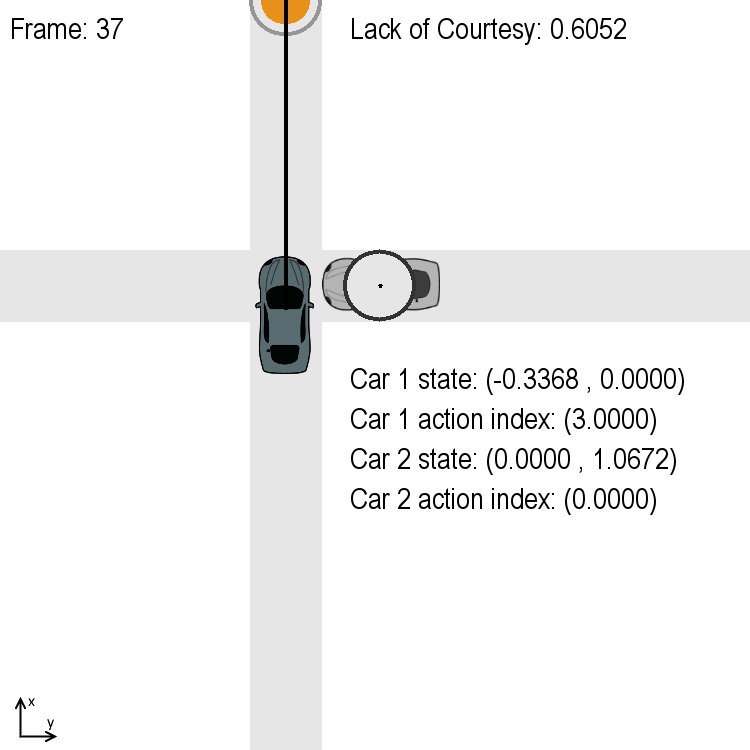 Frame: 37
Lack of Courtesy: 0.6052
Car 1 state: (-0.3368 , 0.0000)
Car 1 action index: (3.0000)
Car 2 state: (0.0000 , 1.0672)
Car 2 action index: (0.0000)
x
y